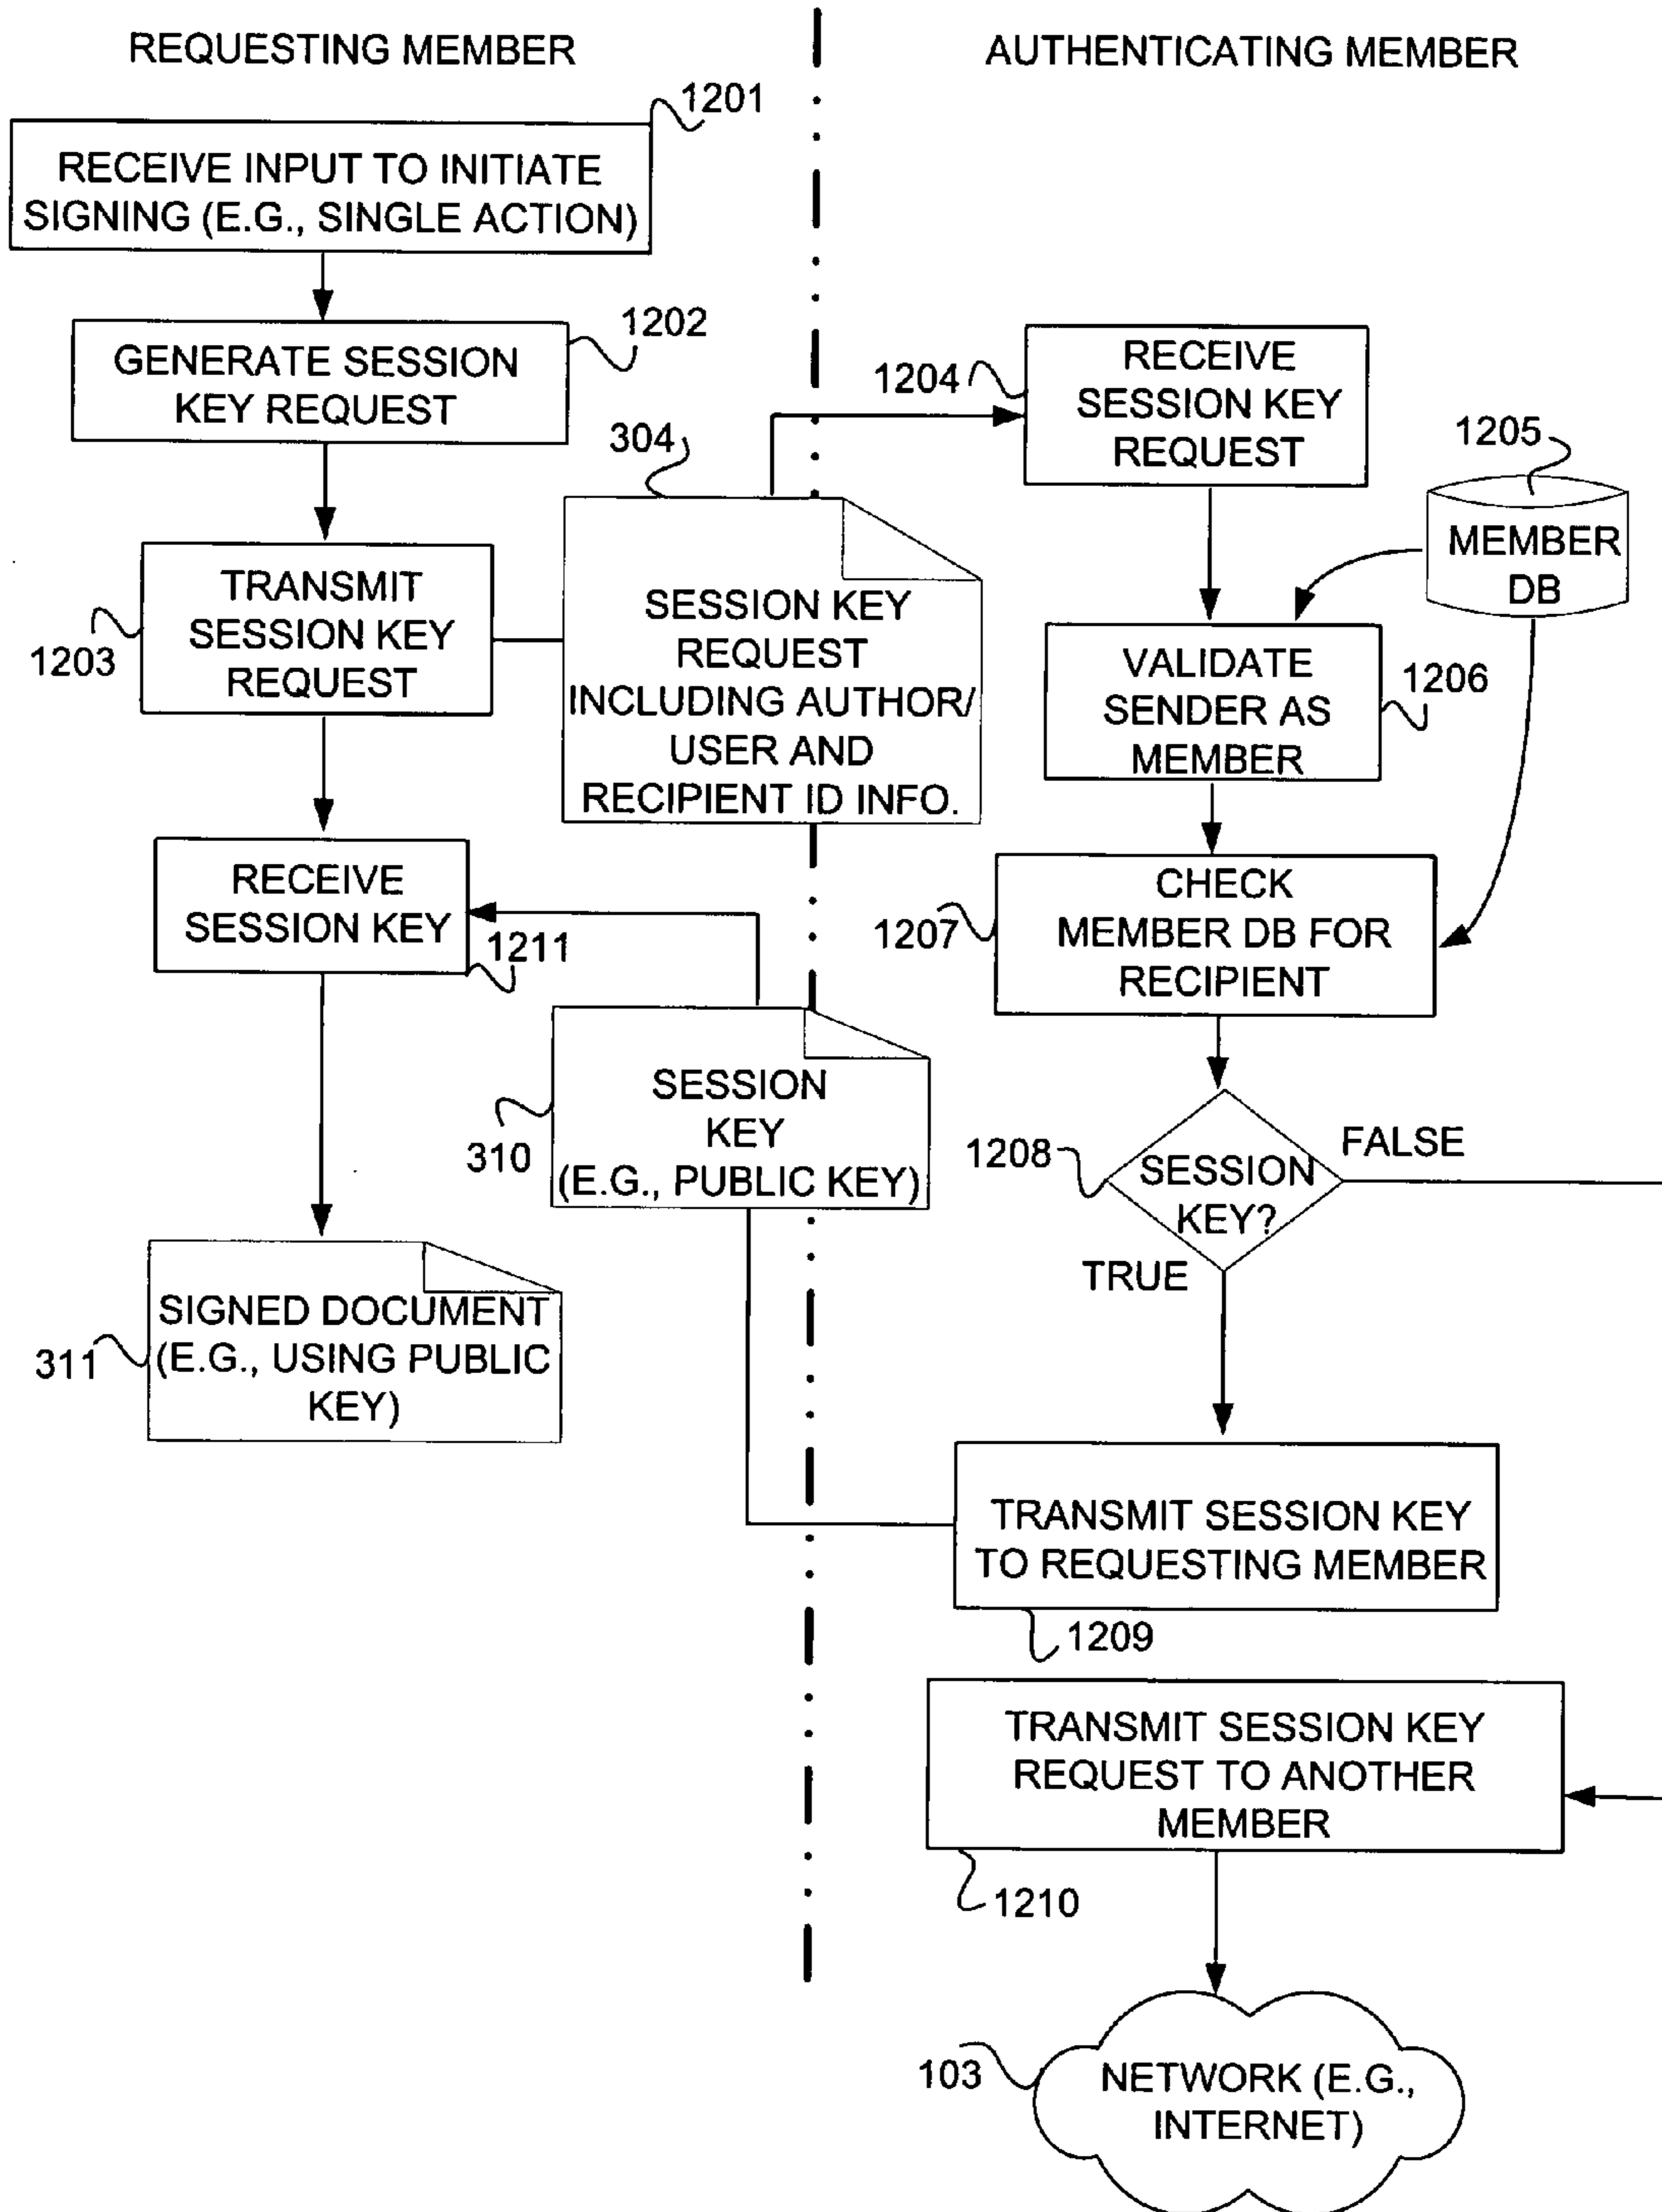 REQUESTING MEMBER
AUTHENTICATING MEMBER
1201
RECEIVE INPUT TO INITIATE
SIGNING (E.G., SINGLE ACTION)
1202
GENERATE SESSION
KEY REQUEST
1203
TRANSMIT
SESSION KEY
REQUEST
304
SESSION KEY
REQUEST
INCLUDING AUTHOR/
USER AND
RECIPIENT ID INFO.
1204
RECEIVE
SESSION KEY
REQUEST
1205
MEMBER
DB
VALIDATE
SENDER AS
MEMBER
1206
1207
CHECK
MEMBER DB FOR
RECIPIENT
RECEIVE
SESSION KEY
1211
310
SESSION
KEY
(E.G., PUBLIC KEY)
1208
SESSION
KEY?
FALSE
TRUE
311
SIGNED DOCUMENT
(E.G., USING PUBLIC
KEY)
TRANSMIT SESSION KEY
TO REQUESTING MEMBER
1209
TRANSMIT SESSION KEY
REQUEST TO ANOTHER
MEMBER
1210
103
NETWORK (E.G.,
INTERNET)